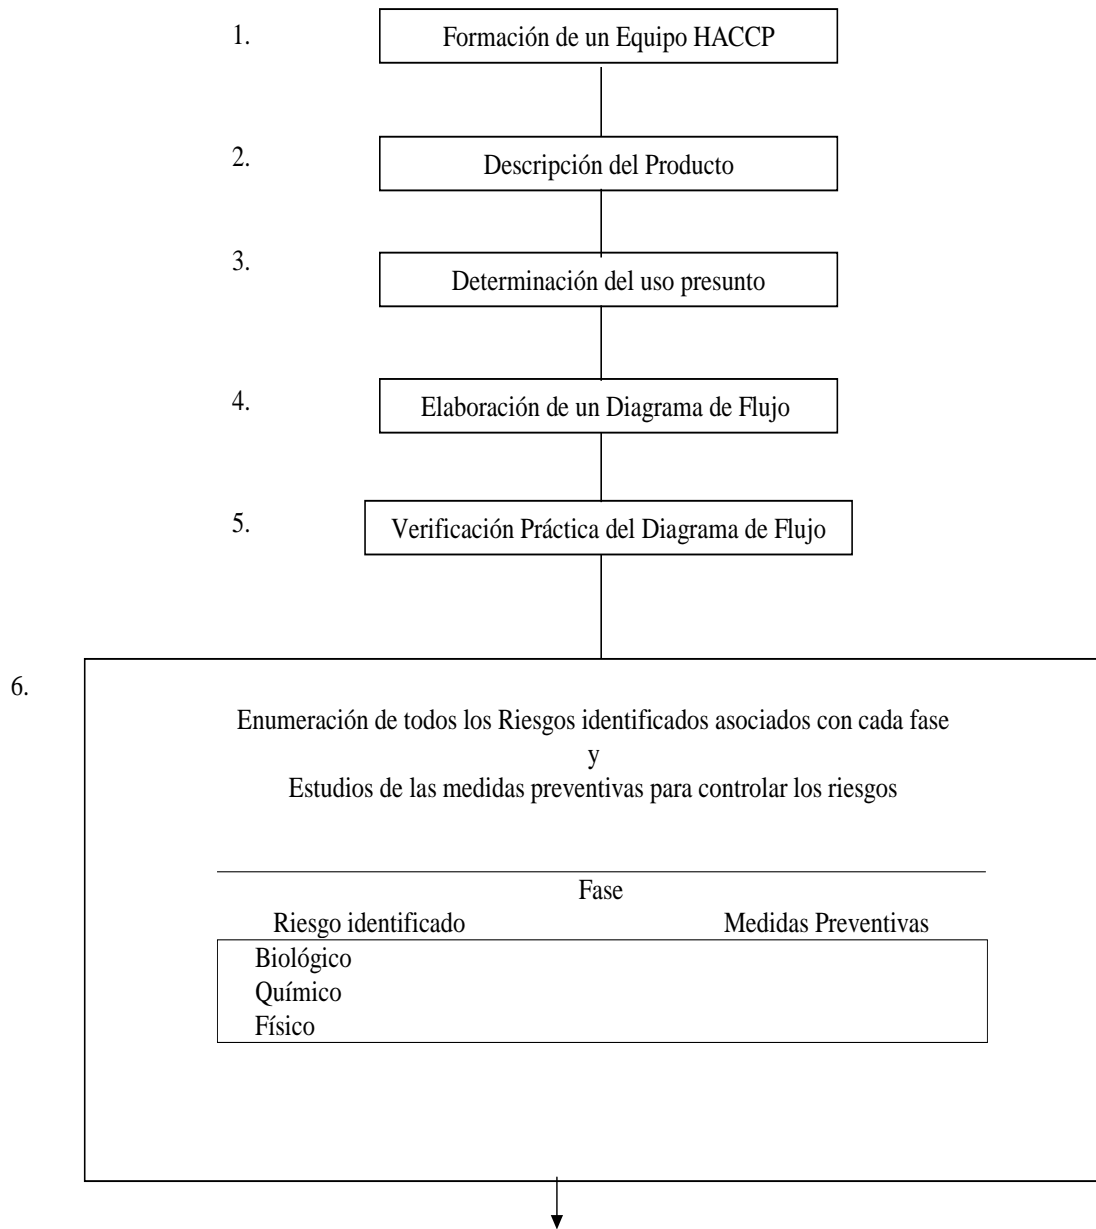 1. Formación de un Equipo HACCP
2. Descripción del Producto
3. Determinación del uso presunto
4. Elaboración de un Diagrama de Flujo
5. Verificación Práctica del Diagrama de Flujo
6.
Enumeración de todos los Riesgos identificados asociados con cada fase
y
Estudios de las medidas preventivas para controlar los riesgos
Fase
Riesgo identificado Medidas Preventivas
Biológico
Químico
Físico